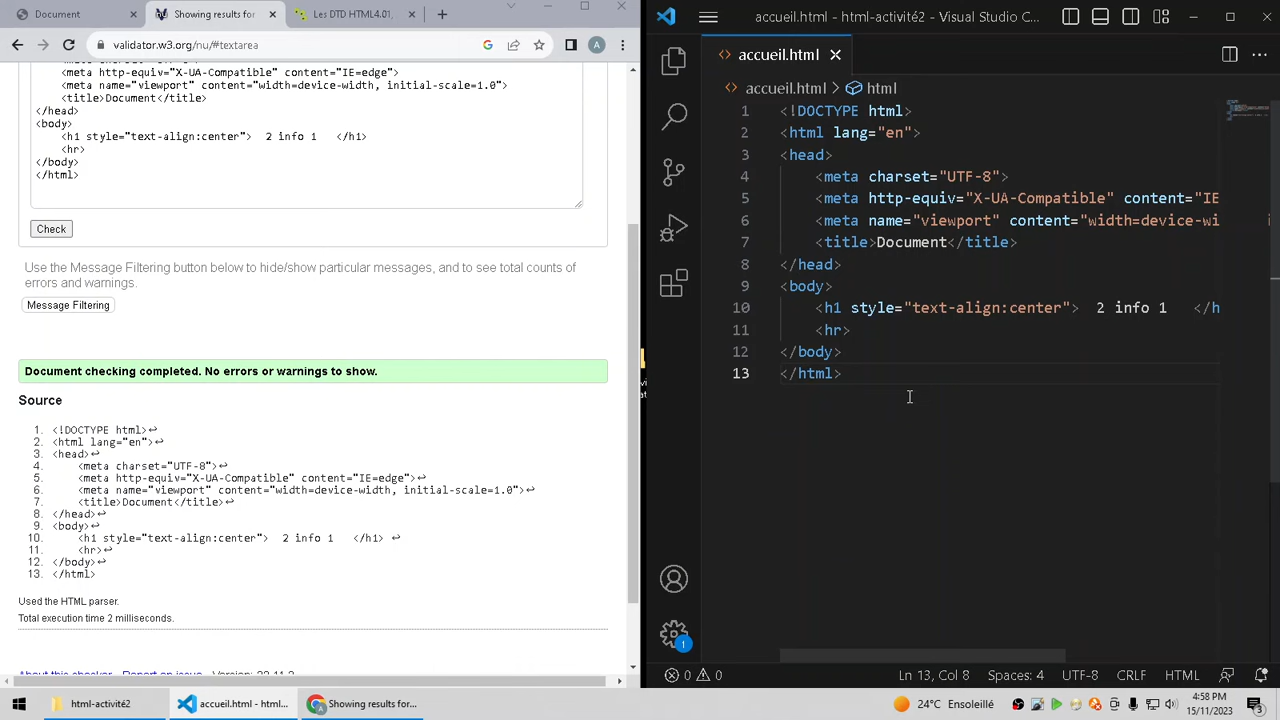 Document
Showing results for
Les DTD HTML4.01,
validator.w3.org/nu/#textarea
A
<meta http-equiv="X-UA-Compatible" content="IE=edge">
<meta name="viewport" content="width=device-width, initial-scale=1.0">
<title>Document</title>
</head>
<body>
<h1 style="text-align:center">  2 info 1   </h1>
<hr>
</body>
</html>
Check
Use the Message Filtering button below to hide/show particular messages, and to see total counts of
errors and warnings.
Message Filtering
Document checking completed. No errors or warnings to show.
Source
1. <!DOCTYPE html>↩
2. <html lang="en">↩
3. <head>↩
4. <meta charset="UTF-8">↩
5. <meta http-equiv="X-UA-Compatible" content="IE=edge">↩
6. <meta name="viewport" content="width=device-width, initial-scale=1.0">↩
7. <title>Document</title>↩
8. </head>↩
9. <body>↩
10. <h1 style="text-align:center">  2 info 1   </h1> ↩
11. <hr>↩
12. </body>↩
13. </html>
Used the HTML parser.
Total execution time 2 milliseconds.
accueil.html - html-activité2 - Visual Studio C...
accueil.html
accueil.html > html
1 <!DOCTYPE html>
2 <html lang="en">
3 <head>
4 <meta charset="UTF-8">
5 <meta http-equiv="X-UA-Compatible" content="IE
6 <meta name="viewport" content="width=device-wi
7 <title>Document</title>
8 </head>
9 <body>
10 <h1 style="text-align:center">  2 info 1   </h
11 <hr>
12 </body>
13 </html>
1
0 0
Ln 13, Col 8
Spaces: 4
UTF-8
CRLF
HTML
html-activité2
accueil.html - html...
Showing results for...
24°C Ensoleillé
4:58 PM
15/11/2023
3